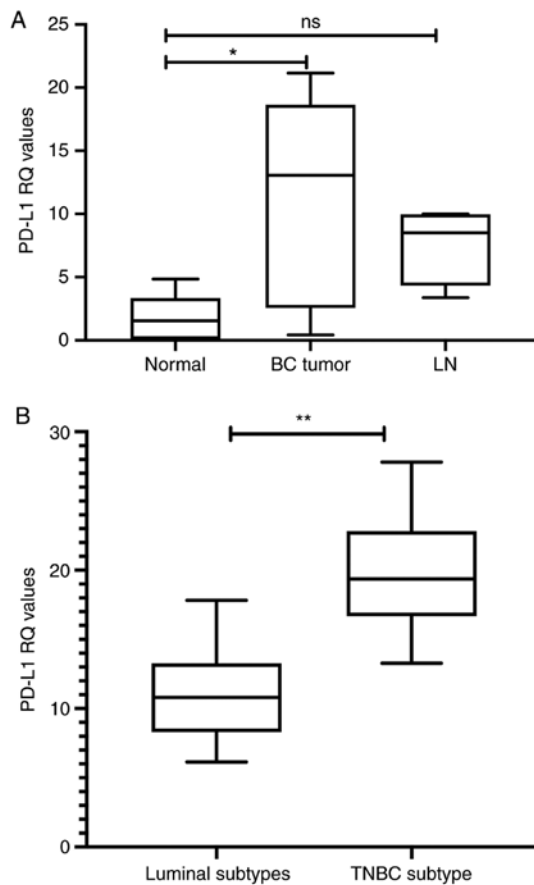 A
ns
*
PD-L1 RQ values
25
20
15
10
5
0
Normal BC tumor LN
B
**
PD-L1 RQ values
30
20
10
0
Luminal subtypes TNBC subtype